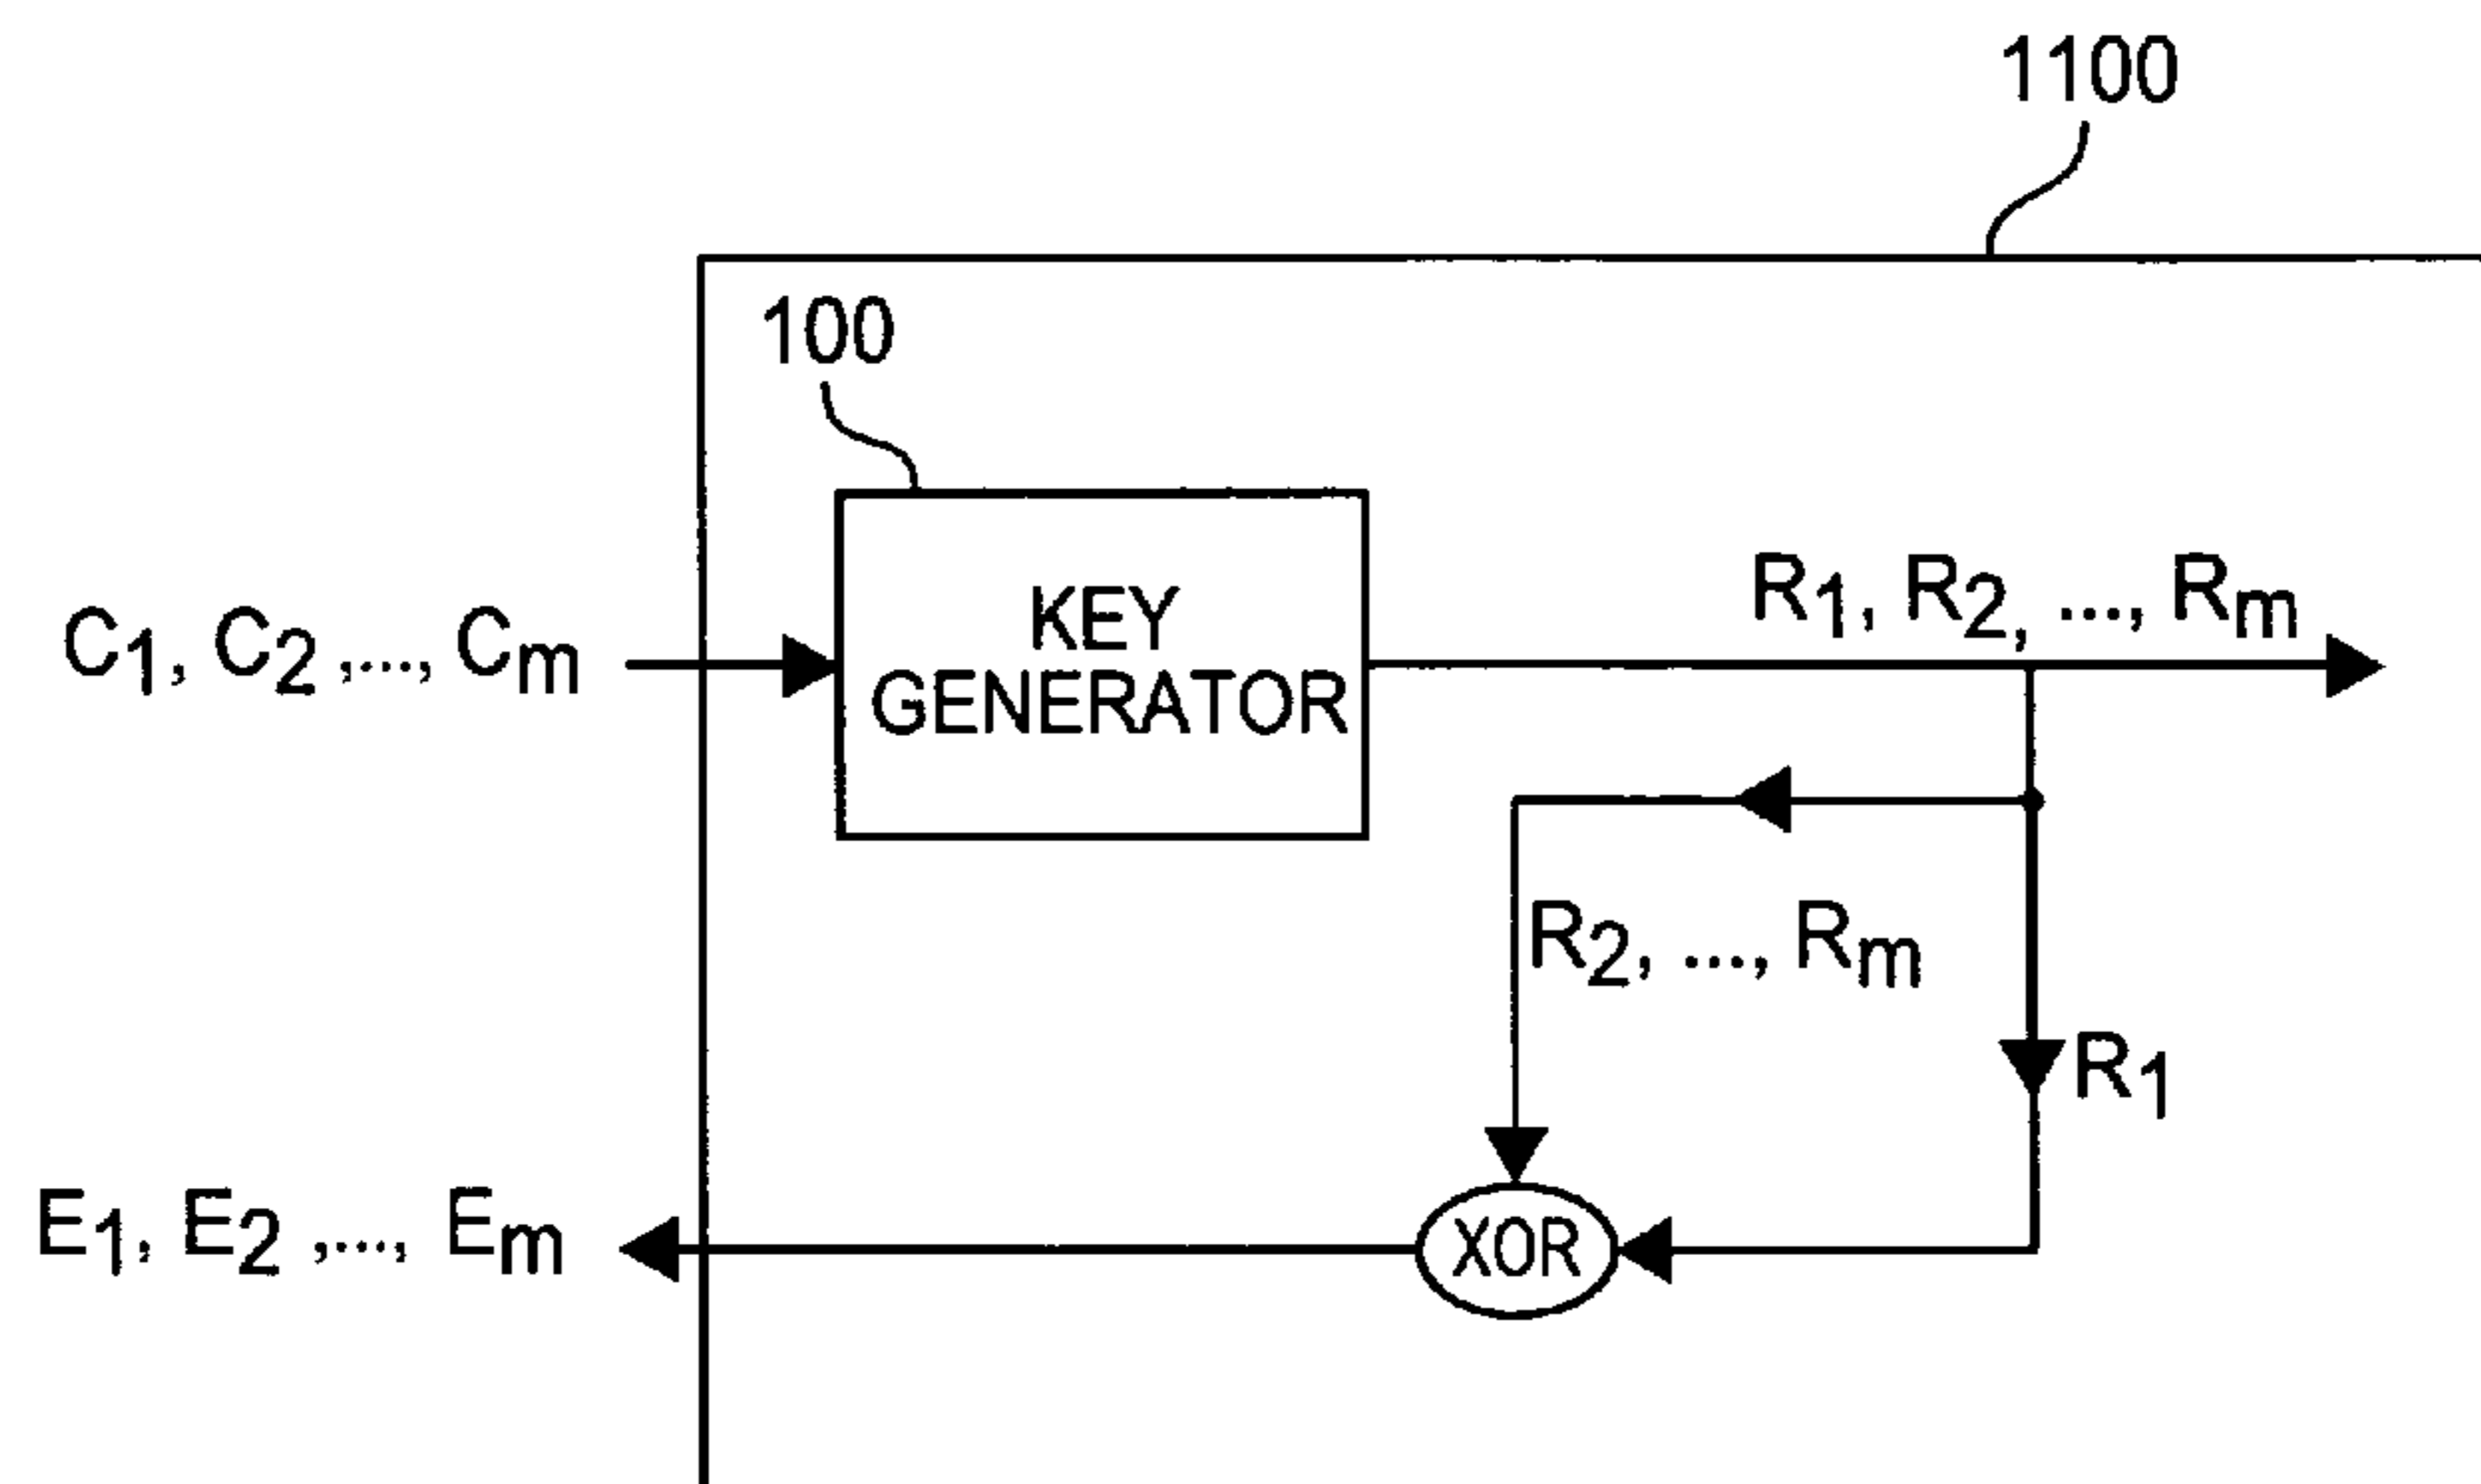 1100
100
C1, C2 ,..., Cm
KEY
GENERATOR
R1, R2, ..., Rm
R2, ..., Rm
R1
E1, E2 ,..., Em
XOR